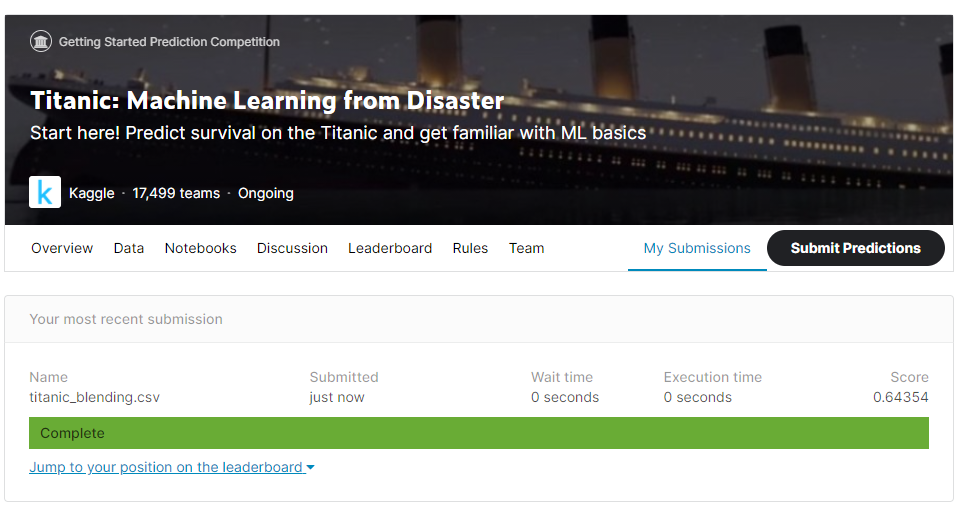 Getting Started Prediction Competition
Titanic: Machine Learning from Disaster
Start here! Predict survival on the Titanic and get familiar with ML basics
k Kaggle · 17,499 teams · Ongoing
Overview Data Notebooks Discussion Leaderboard Rules Team My Submissions Submit Predictions
Your most recent submission
Name Submitted Wait time Execution time Score
titanic_blending.csv just now 0 seconds 0 seconds 0.64354
Complete
Jump to your position on the leaderboard